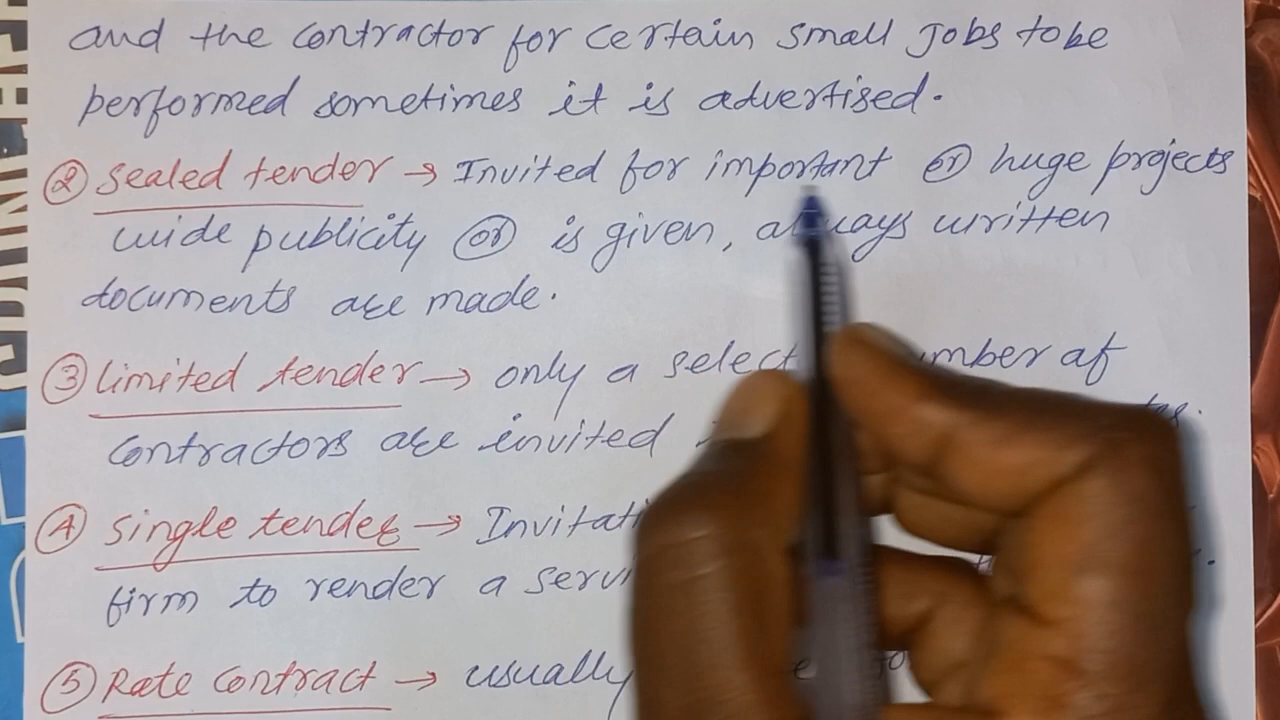 and the contractor for certain small jobs to be
performed sometimes it is advertised.
② Sealed tender → Invited for important or huge projects
wide publicity or is given, always written
documents are made.
③ limited tender → only a select number of
contractors are invited
④ Single tender → Invitati
firm to render a servi
⑤ Rate contract → usually